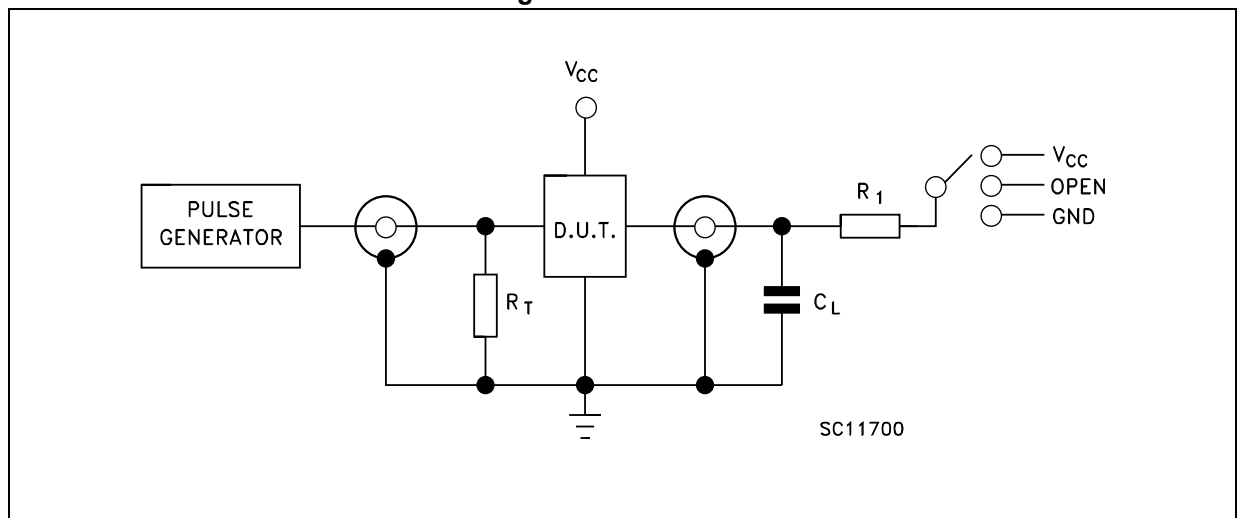 VCC
PULSE
GENERATOR
D.U.T.
RT
R1
CL
VCC
OPEN
GND
SC11700